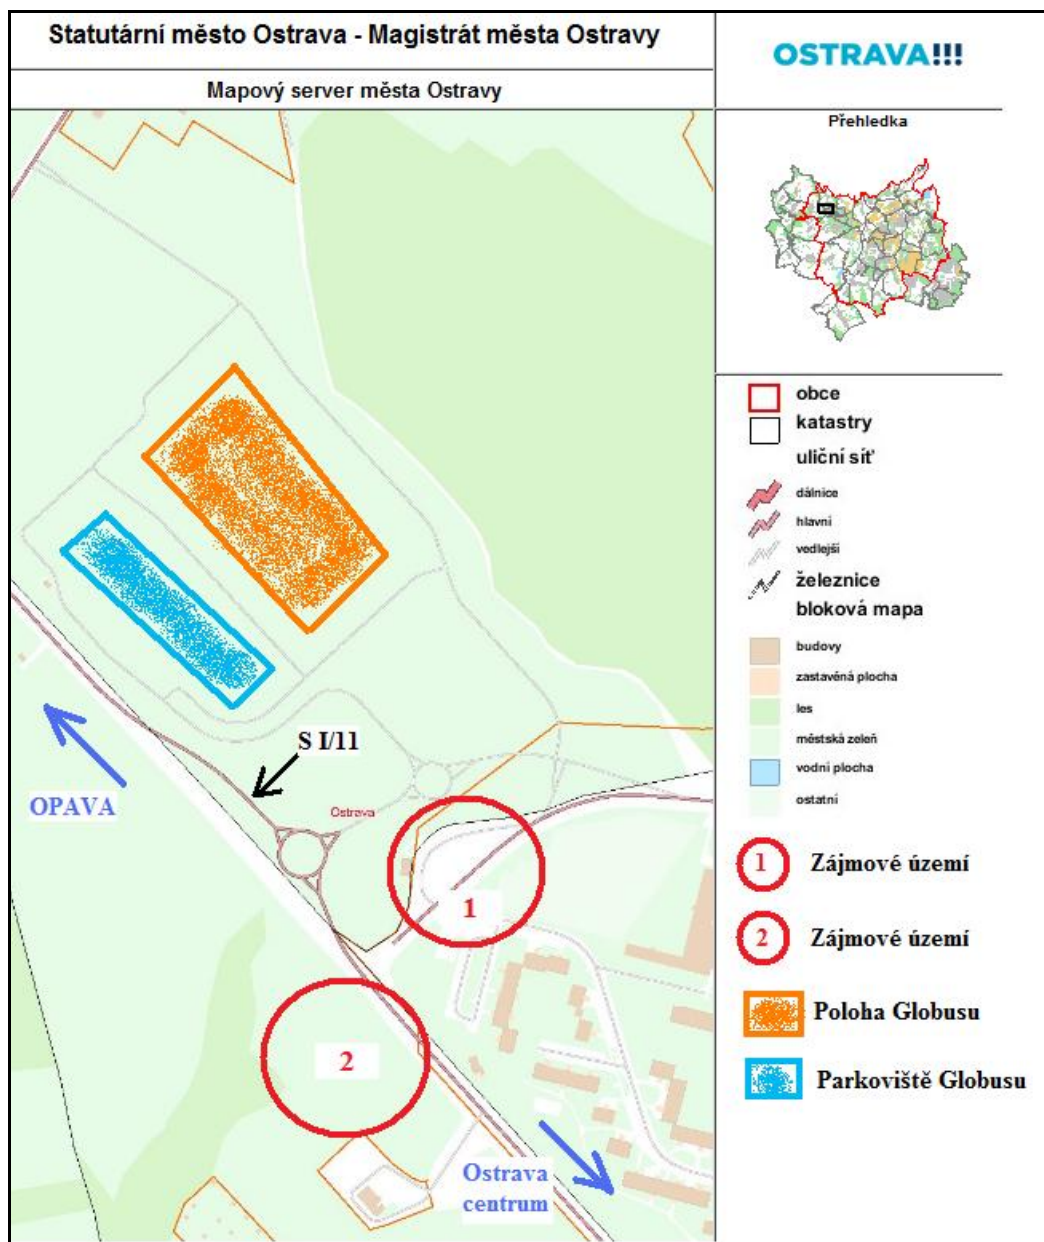 Statutární město Ostrava - Magistrát města Ostravy
Mapový server města Ostravy
OSTRAVA!!!
Přehledka
obce
katastry
uliční síť
dálnice
hlavní
vedlejší
železnice
bloková mapa
budovy
zastavěná plocha
les
městská zeleň
vodní plocha
ostatní
1 Zájmové území
2 Zájmové území
Poloha Globusu
Parkoviště Globusu
S I/11
OPAVA
Ostrava
1
2
Ostrava
centrum